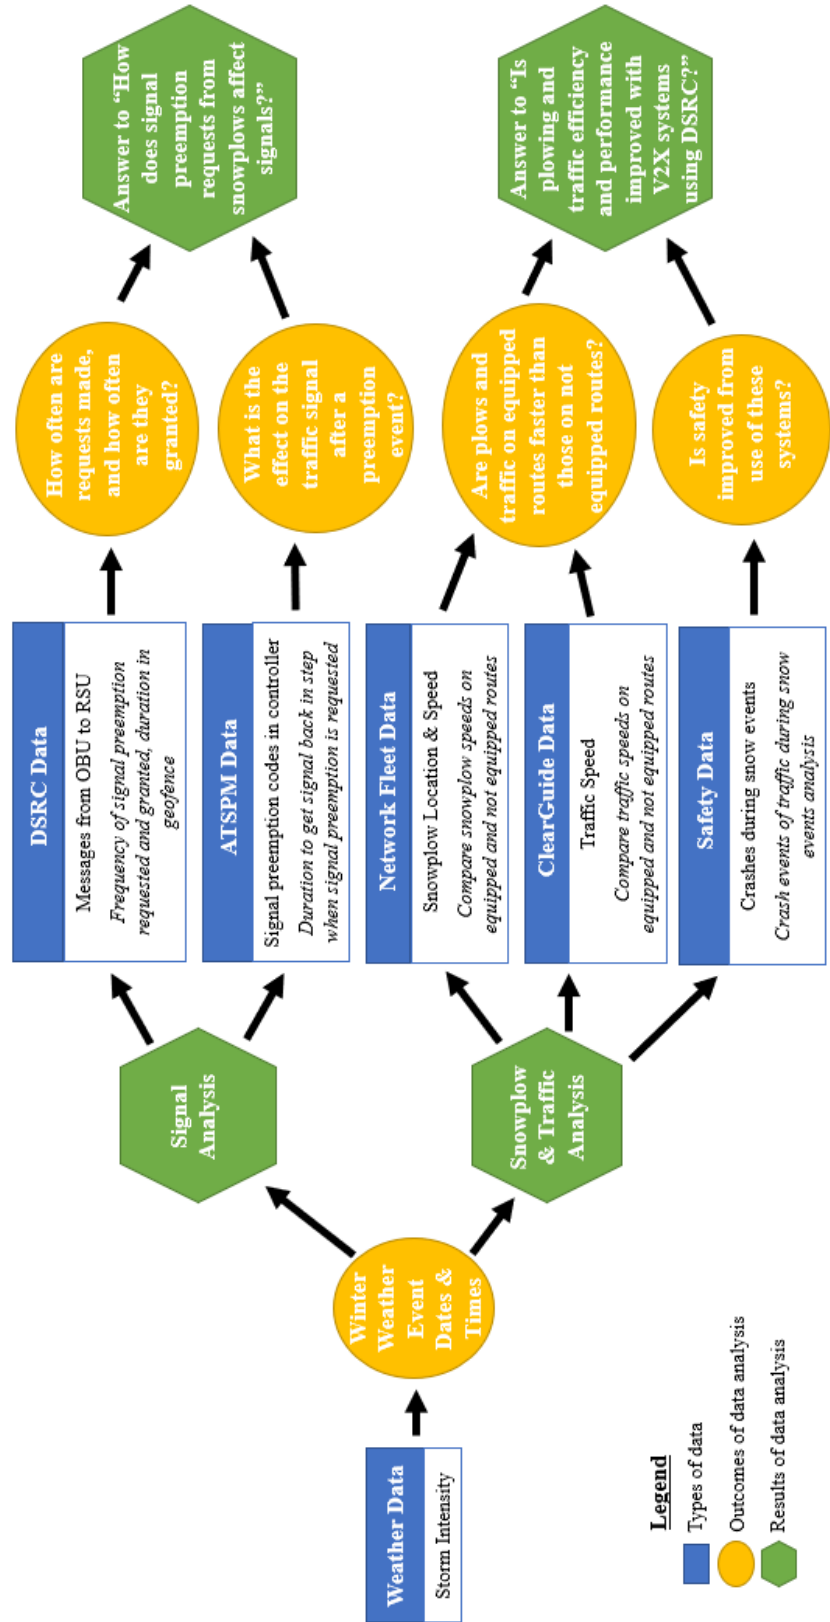 Weather Data
Storm Intensity
Winter
Weather
Event
Dates &
Times
Signal
Analysis
Snowplow
& Traffic
Analysis
DSRC Data
Messages from OBU to RSU
Frequency of signal preemption
requested and granted, duration in
geofence
ATSPM Data
Signal preemption codes in controller
Duration to get signal back in step
when signal preemption is requested
Network Fleet Data
Snowplow Location & Speed
Compare snowplow speeds on
equipped and not equipped routes
ClearGuide Data
Traffic Speed
Compare traffic speeds on
equipped and not equipped routes
Safety Data
Crashes during snow events
Crash events of traffic during snow
events analysis
How often are
requests made,
and how often
are they
granted?
What is the
effect on the
traffic signal
after a
preemption
event?
Are plows and
traffic on equipped
routes faster than
those on not
equipped routes?
Is safety
improved from
use of these
systems?
Answer to “How
does signal
preemption
requests from
snowplows affect
signals?”
Answer to “Is
plowing and
traffic efficiency
and performance
improved with
V2X systems
using DSRC?”
Legend
Types of data
Outcomes of data analysis
Results of data analysis